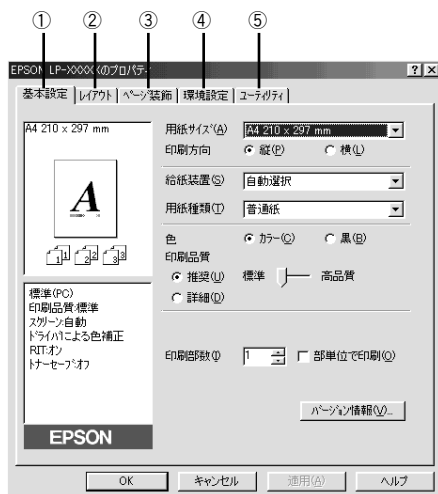 ① ② ③ ④ ⑤
EPSON LP-XXXXXのプロパティ
基本設定 レイアウト ページ装飾 環境設定 ユーティリティ
A4 210 x 297 mm
A
1 1 2 2 3 3
標準(PC)
印刷品質:標準
スクリーン:自動
ドライバによる色補正
RIT:オン
トナーセーブ:オフ
EPSON
用紙サイズ(A) A4 210 x 297 mm
印刷方向 縦(P) 横(L)
給紙装置(S) 自動選択
用紙種類(T) 普通紙
色 カラー(C) 黒(B)
印刷品質
推奨(U) 標準 高品質
詳細(D)
印刷部数(I) 1 部単位で印刷(O)
バージョン情報(V)...
OK キャンセル 適用(A) ヘルプ